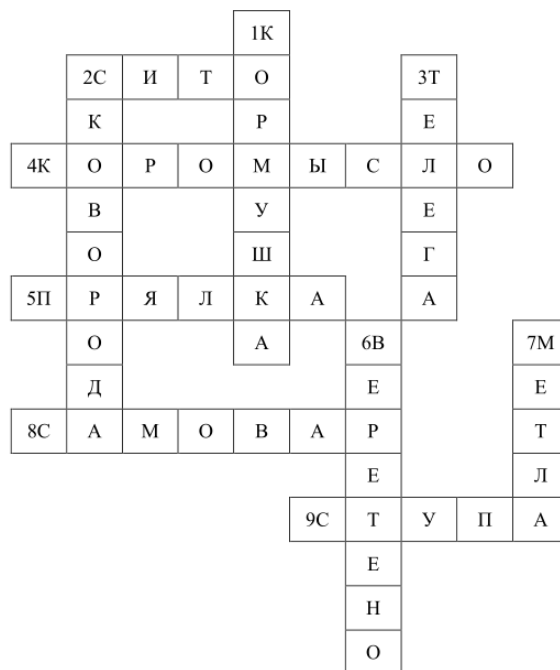 1К
2С И Т О 3Т
К Р Е
4К О Р О М Ы С Л О
В У Е
О Ш Г
5П Р Я Л К А А
О А 6В 7М
Д Е Е
8С А М О В А Р Т
Е Л
9С Т У П А
Е
Н
О